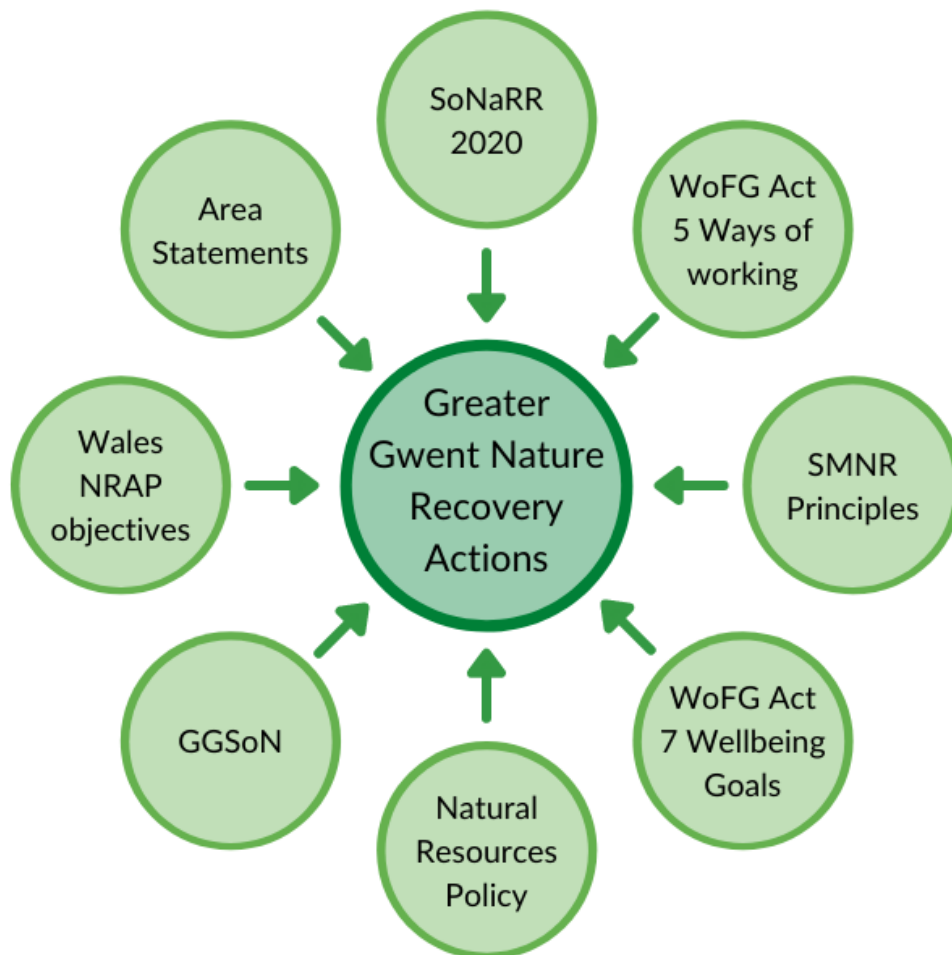 SoNaRR
2020
WoFG Act
5 Ways of
working
SMNR
Principles
WoFG Act
7 Wellbeing
Goals
Natural
Resources
Policy
GGSoN
Wales
NRAP
objectives
Area
Statements
Greater
Gwent Nature
Recovery
Actions